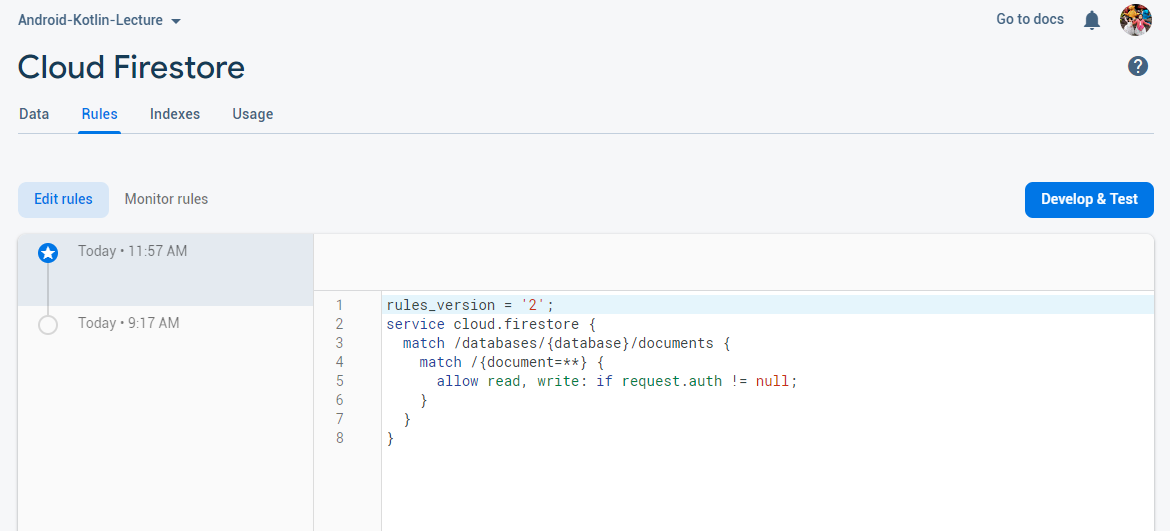 Android-Kotlin-Lecture
Go to docs
Cloud Firestore
Data Rules Indexes Usage
Edit rules Monitor rules
Develop & Test
Today • 11:57 AM
Today • 9:17 AM
1 rules_version = '2';
2 service cloud.firestore {
3 match /databases/{database}/documents {
4 match /{document=**} {
5 allow read, write: if request.auth != null;
6 }
7 }
8 }